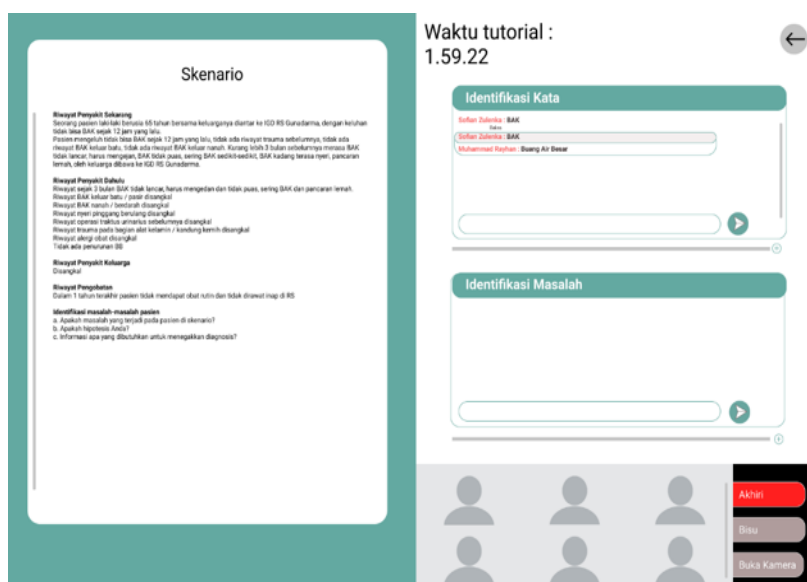 Skenario
Riwayat Penyakit Sekarang
Seorang pasien laki-laki berusia 65 tahun bersama keluarganya diantar ke IGD RS Gunadarma, dengan keluhan
tidak bisa BAK sejak 12 jam yang lalu.
Pasien mengeluh tidak bisa BAK sejak 12 jam yang lalu, tidak ada riwayat trauma sebelumnya, tidak ada
riwayat BAK keluar batu, tidak ada riwayat BAK keluar nanah. Kurang lebih 3 bulan sebelumnya merasa BAK
tidak lancar, harus mengejan, BAK tidak puas, sering BAK sedikit-sedikit, BAK kadang terasa nyeri, pancaran
lemah, oleh keluarga dibawa ke IGD RS Gunadarma.
Riwayat Penyakit Dahulu
Riwayat sejak 3 bulan BAK tidak lancar, harus mengedan dan tidak puas, sering BAK dan pancaran lemah.
Riwayat BAK keluar batu / pasir disangkal
Riwayat BAK nanah / berdarah disangkal
Riwayat nyeri pinggang berulang disangkal
Riwayat operasi traktus urinarius sebelumnya disangkal
Riwayat trauma pada bagian alat kelamin / kandung kemih disangkal
Riwayat alergi obat disangkal
Tidak ada penurunan BB
Riwayat Penyakit Keluarga
Disangkal
Riwayat Pengobatan
Dalam 1 tahun terakhir pasien tidak mendapat obat rutin dan tidak dirawat inap di RS
Identifikasi masalah-masalah pasien
a. Apakah masalah yang terjadi pada pasien di skenario?
b. Apakah hipotesis Anda?
c. Informasi apa yang dibutuhkan untuk menegakkan diagnosis?
Waktu tutorial :
1.59.22
Identifikasi Kata
Sofian Zalenka : BAK
Sofian Zalenka : BAK
Muhammad Reyhan : Buang Air Besar
Identifikasi Masalah
Akhiri
Bisu
Buka Kamera